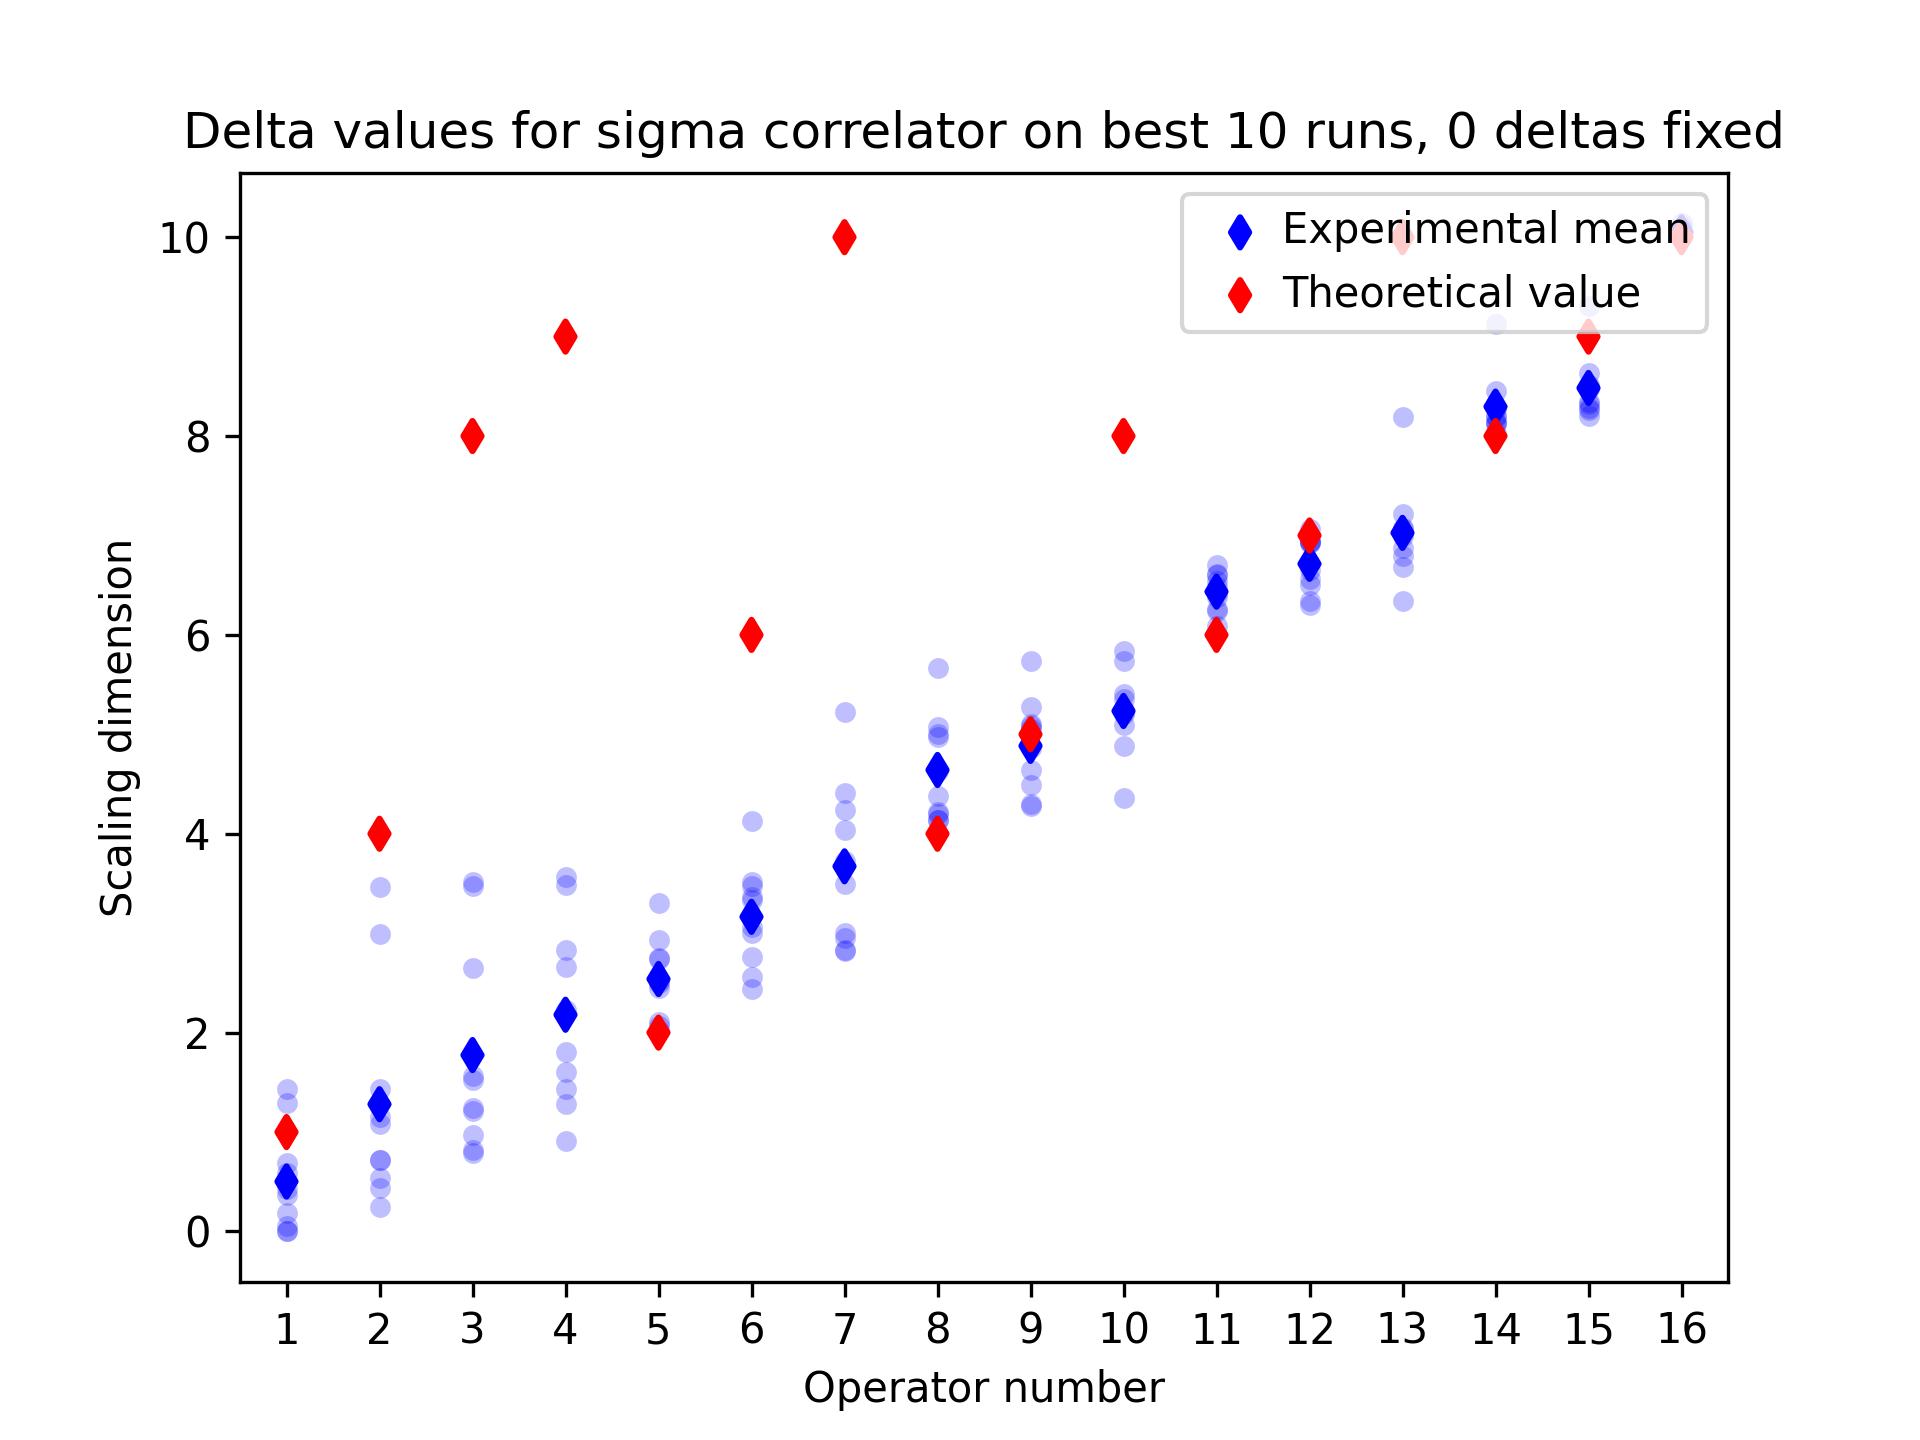 Delta values for sigma correlator on best 10 runs, 0 deltas fixed
Experimental mean
Theoretical value
10
8
6
4
2
0
Scaling dimension
1 2 3 4 5 6 7 8 9 10 11 12 13 14 15 16
Operator number